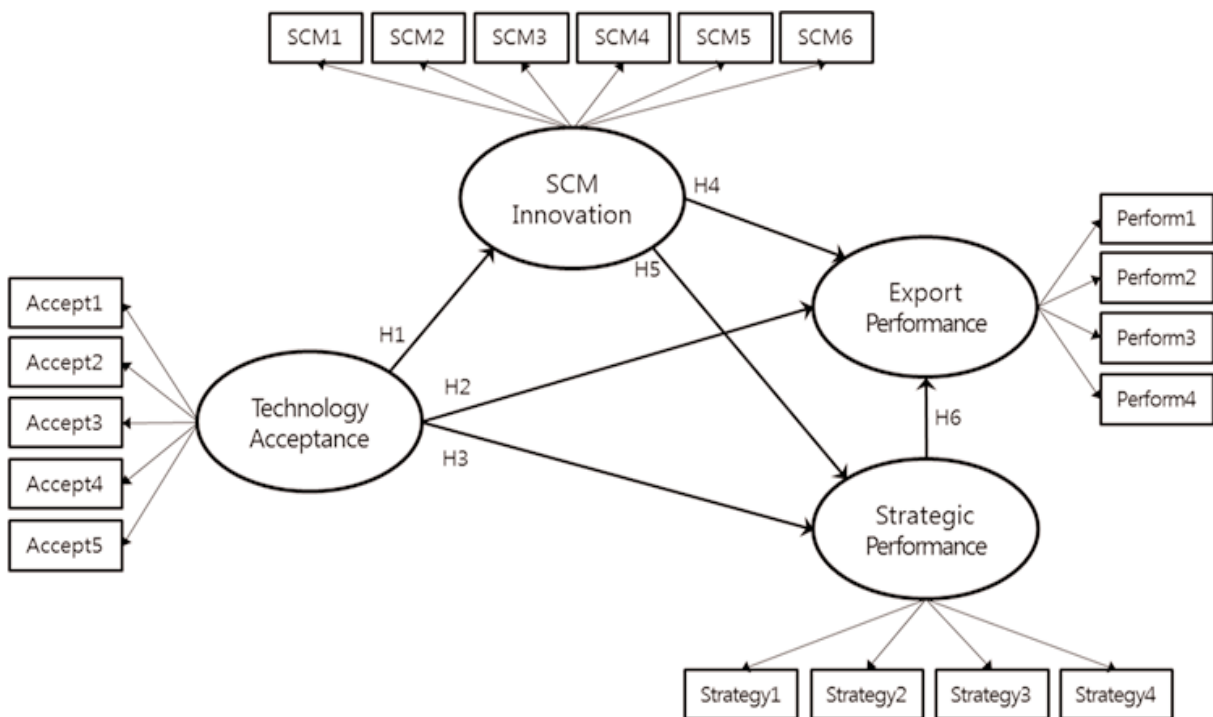 SCM1
SCM2
SCM3
SCM4
SCM5
SCM6
SCM
Innovation
H4
H5
Perform1
Perform2
Perform3
Perform4
Export
Performance
Accept1
Accept2
Accept3
Accept4
Accept5
H1
H2
H3
Technology
Acceptance
H6
Strategic
Performance
Strategy1
Strategy2
Strategy3
Strategy4